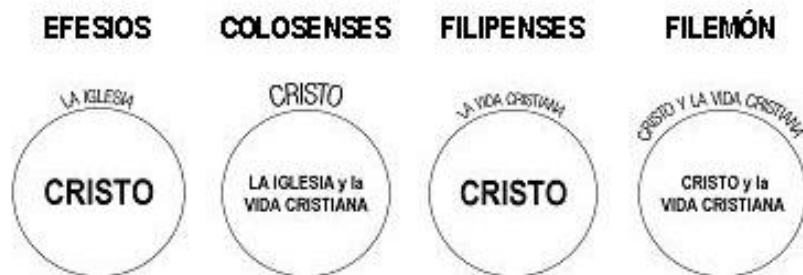 EFESIOS COLOSENSES FILIPENSES FILEMÓN
LA IGLESIA
CRISTO
CRISTO
LA IGLESIA y la
VIDA CRISTIANA
LA VIDA CRISTIANA
CRISTO
CRISTO Y LA VIDA CRISTIANA
CRISTO y la
VIDA CRISTIANA